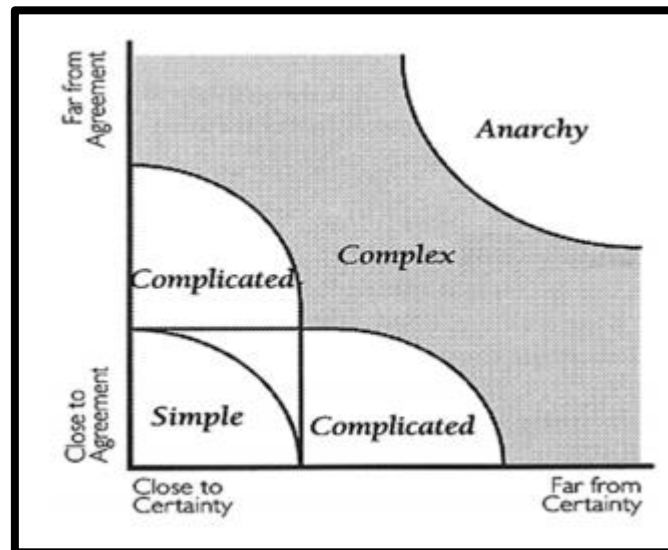 Far from
Agreement
Anarchy
Complex
Complicated
Simple
Complicated
Close to
Agreement
Close to
Certainty
Far from
Certainty